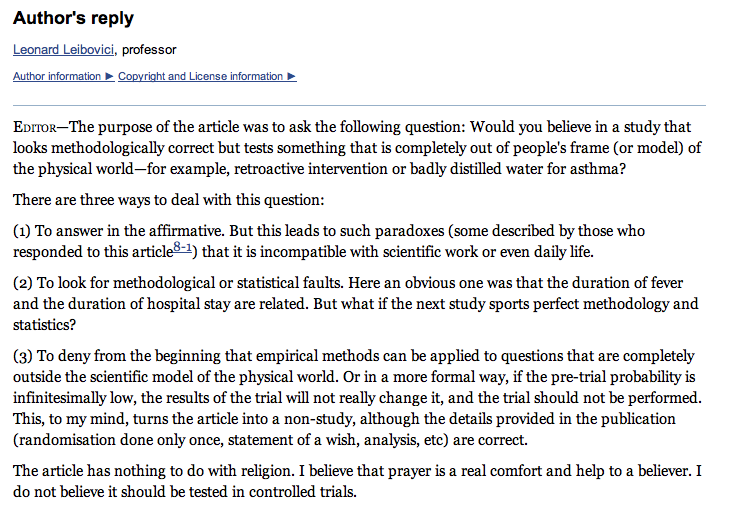 Author's reply
Leonard Leibovici, professor
Author information ► Copyright and License information ►
EDITOR—The purpose of the article was to ask the following question: Would you believe in a study that
looks methodologically correct but tests something that is completely out of people's frame (or model) of
the physical world—for example, retroactive intervention or badly distilled water for asthma?
There are three ways to deal with this question:
(1) To answer in the affirmative. But this leads to such paradoxes (some described by those who
responded to this article8-1) that it is incompatible with scientific work or even daily life.
(2) To look for methodological or statistical faults. Here an obvious one was that the duration of fever
and the duration of hospital stay are related. But what if the next study sports perfect methodology and
statistics?
(3) To deny from the beginning that empirical methods can be applied to questions that are completely
outside the scientific model of the physical world. Or in a more formal way, if the pre-trial probability is
infinitesimally low, the results of the trial will not really change it, and the trial should not be performed.
This, to my mind, turns the article into a non-study, although the details provided in the publication
(randomisation done only once, statement of a wish, analysis, etc) are correct.
The article has nothing to do with religion. I believe that prayer is a real comfort and help to a believer. I
do not believe it should be tested in controlled trials.